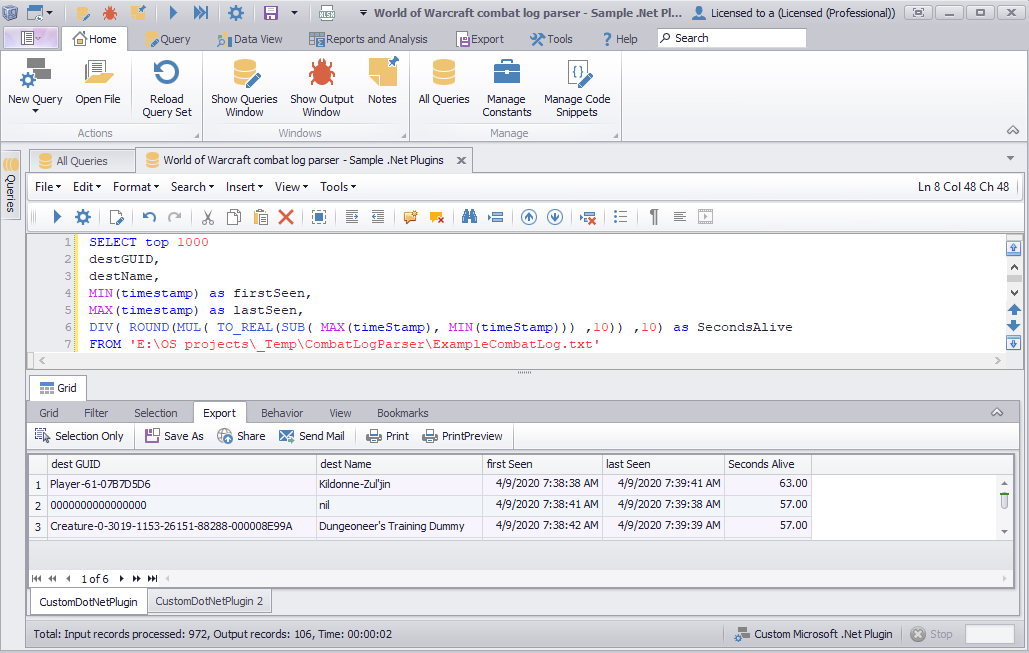 XLSM
World of Warcraft combat log parser - Sample .Net Pl... Licensed to a (Licensed (Professional))
Home Query Data View Reports and Analysis Export Tools ? Help Search
New Query Open File Reload Query Set Show Queries Window Show Output Window Notes All Queries Manage Constants Manage Code Snippets
Actions Windows Manage
Queries
All Queries World of Warcraft combat log parser - Sample .Net Plugins
File Edit Format Search Insert View Tools Ln 8 Col 48 Ch 48
1 SELECT top 1000
2 destGUID,
3 destName,
4 MIN(timestamp) as firstSeen,
5 MAX(timestamp) as lastSeen,
6 DIV( ROUND(MUL( TO_REAL(SUB( MAX(timeStamp), MIN(timeStamp))) ,10)) ,10) as SecondsAlive
7 FROM 'E:\OS projects\_Temp\CombatLogParser\ExampleCombatLog.txt'
Grid
Grid Filter Selection Export Behavior View Bookmarks
Selection Only Save As Share Send Mail Print PrintPreview
dest GUID dest Name first Seen last Seen Seconds Alive
1 Player-61-07B7D5D6 Kildonne-Zul'jin 4/9/2020 7:38:38 AM 4/9/2020 7:39:41 AM 63.00
2 0000000000000000 nil 4/9/2020 7:38:41 AM 4/9/2020 7:39:38 AM 57.00
3 Creature-0-3019-1153-26151-88288-000008E99A Dungeoneer's Training Dummy 4/9/2020 7:38:42 AM 4/9/2020 7:39:39 AM 57.00
1 of 6
CustomDotNetPlugin CustomDotNetPlugin 2
Total: Input records processed: 972, Output records: 106, Time: 00:00:02 Custom Microsoft .Net Plugin Stop